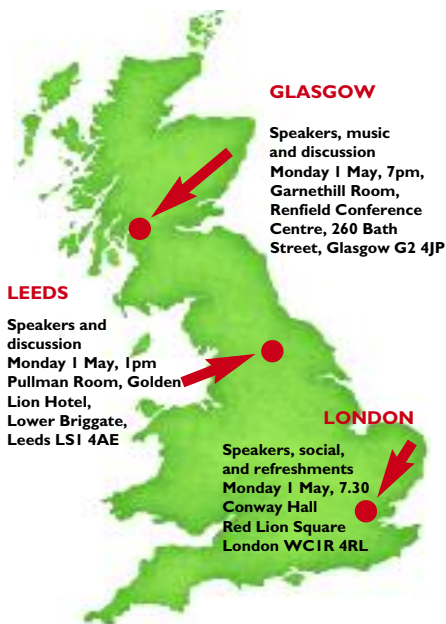 GLASGOW
Speakers, music
and discussion
Monday 1 May, 7pm,
Garnethill Room,
Renfield Conference
Centre, 260 Bath
Street, Glasgow G2 4JP
LEEDS
Speakers and
discussion
Monday 1 May, 1pm
Pullman Room, Golden
Lion Hotel,
Lower Briggate,
Leeds LS1 4AE
LONDON
Speakers, social,
and refreshments
Monday 1 May, 7.30
Conway Hall
Red Lion Square
London WC1R 4RL